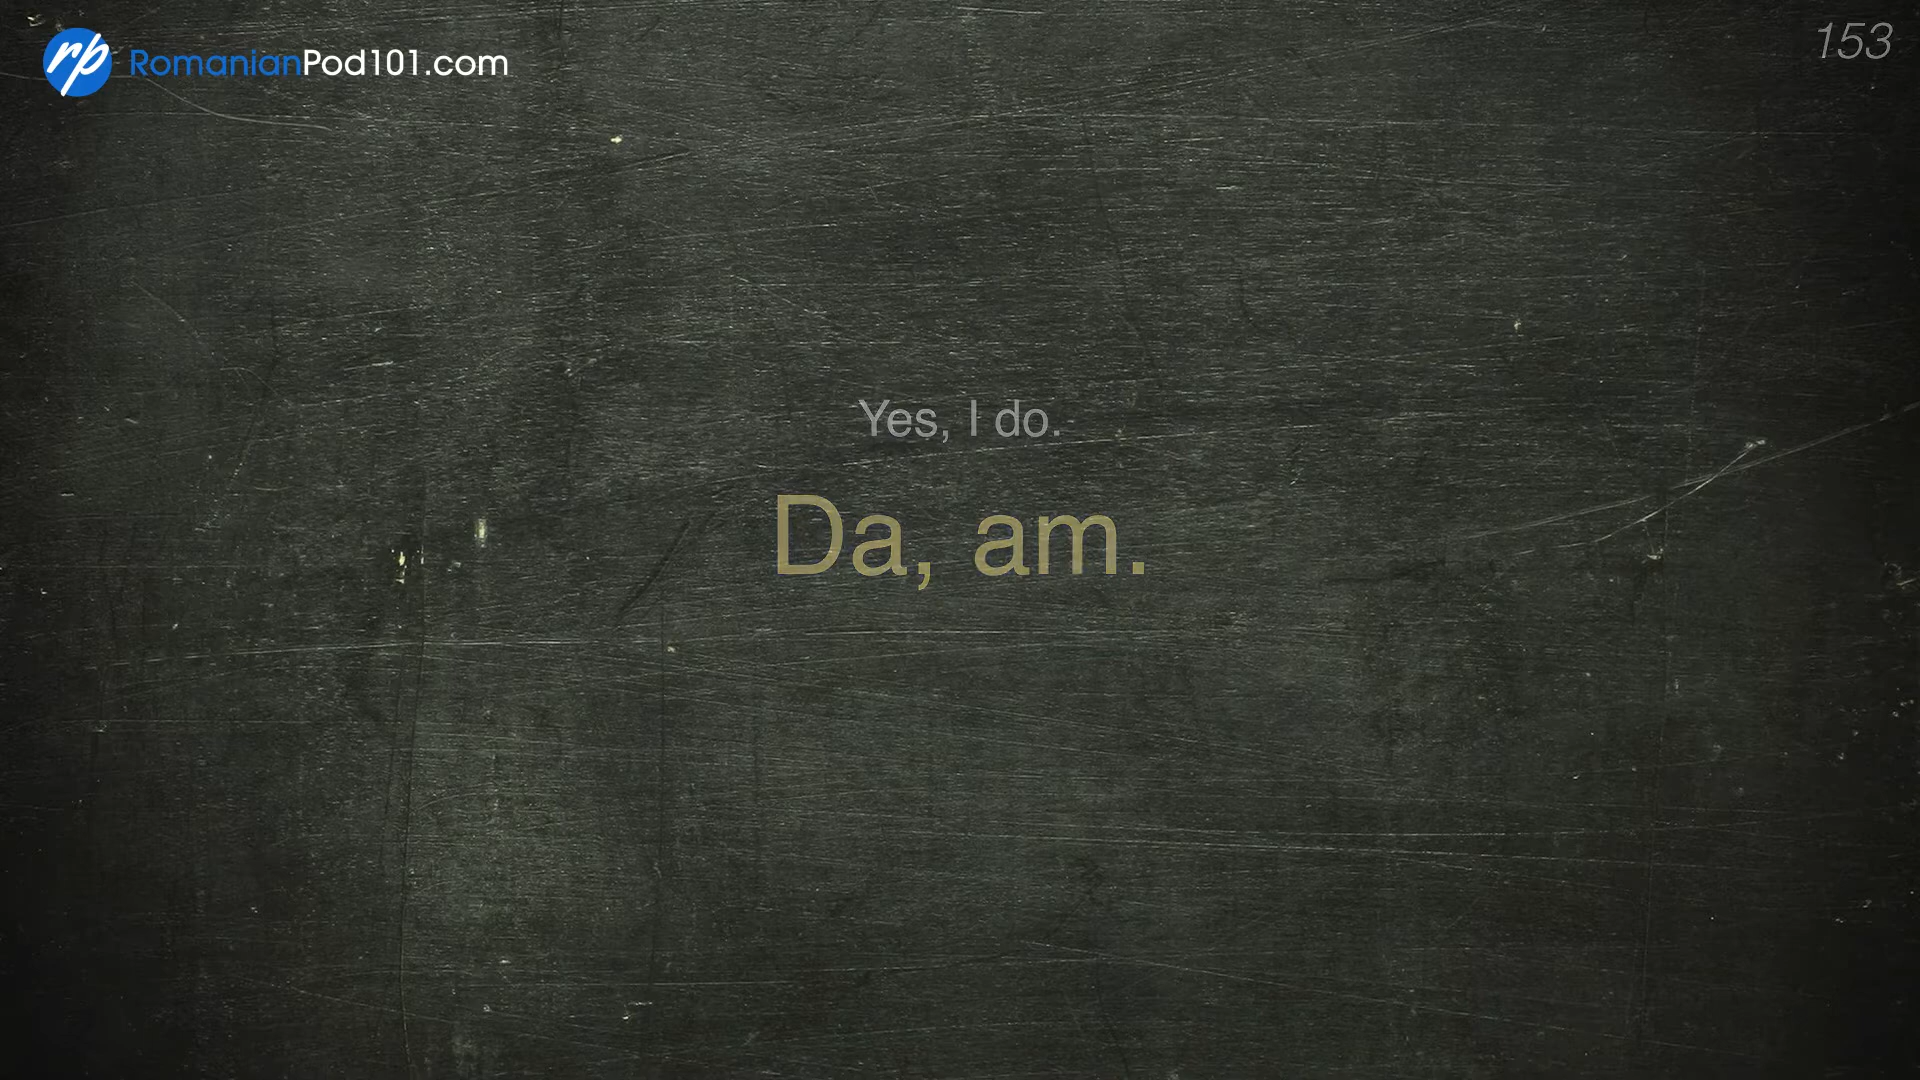 RomanianPod101.com
153
Yes, I do.
Da, am.